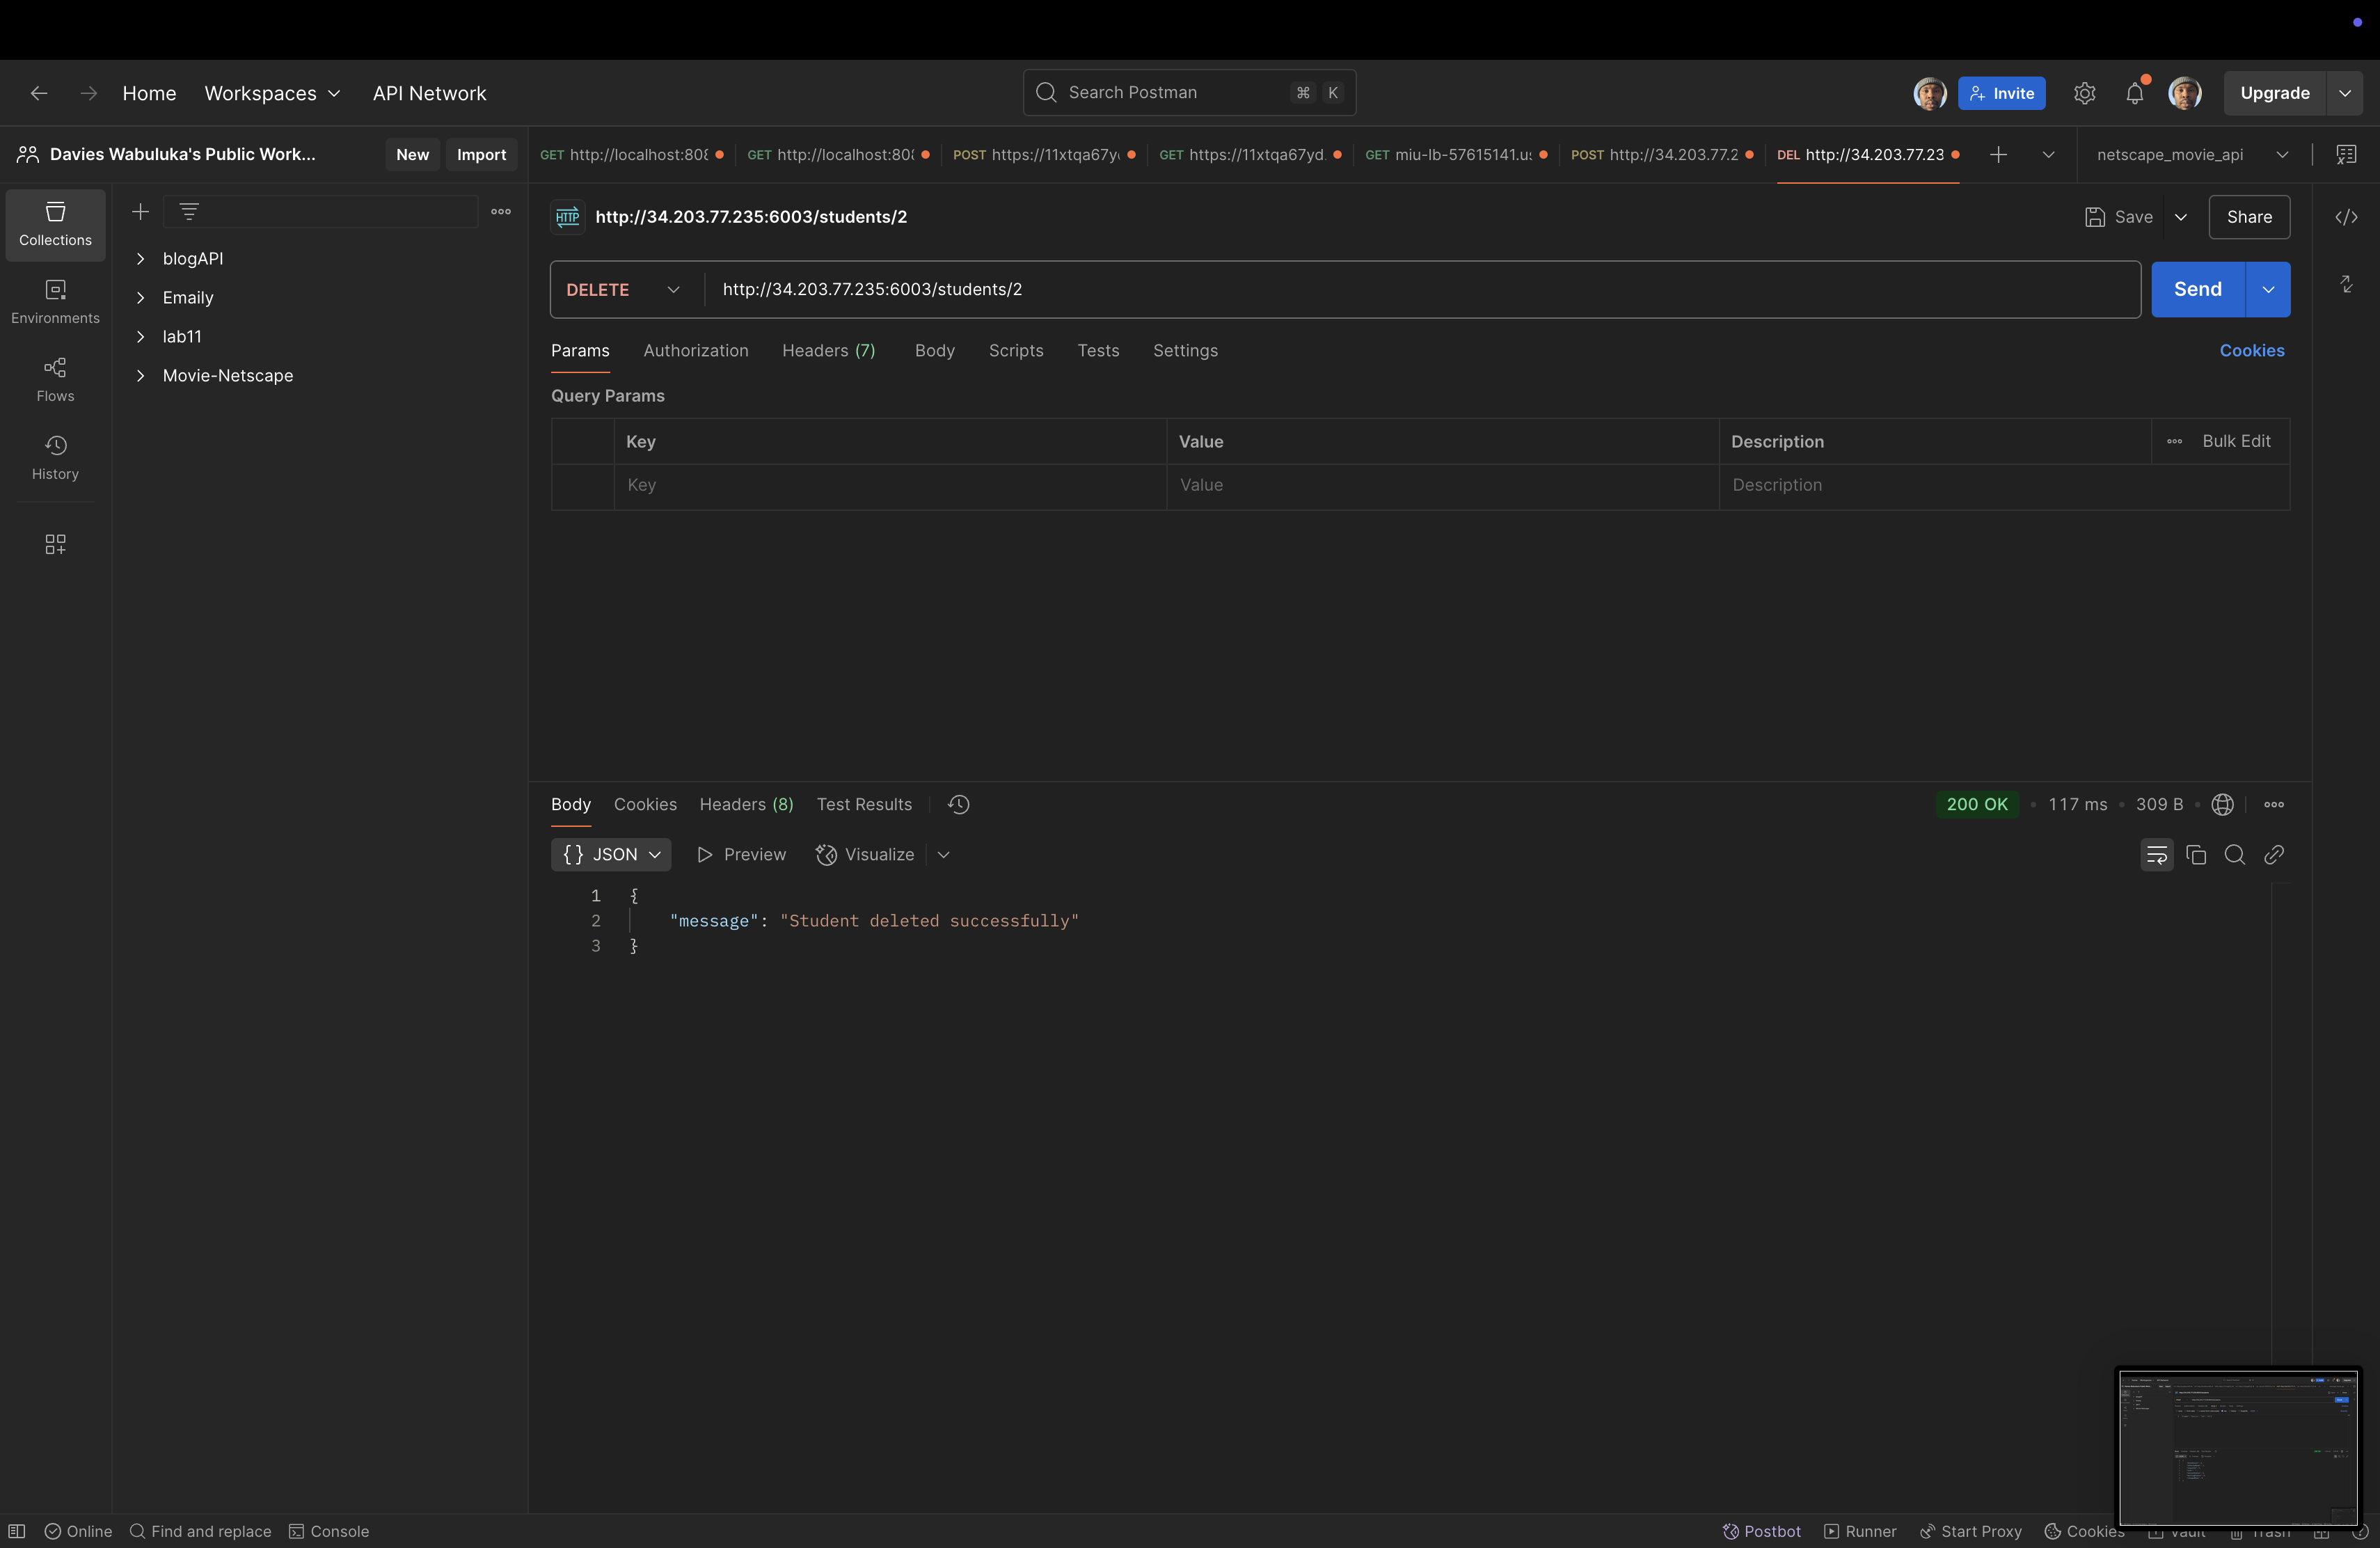 Home Workspaces API Network
Search Postman ⌘ K
Invite
Upgrade
Davies Wabuluka's Public Work...
New Import
GET http://localhost:808
GET http://localhost:80
POST https://11xtqa67y
GET https://11xtqa67yd.
GET miu-lb-57615141.us
POST http://34.203.77.2
DEL http://34.203.77.23
netscape_movie_api
Collections
Environments
Flows
History
blogAPI
Emaily
lab11
Movie-Netscape
HTTP http://34.203.77.235:6003/students/2
Save Share
DELETE http://34.203.77.235:6003/students/2
Send
Params Authorization Headers (7) Body Scripts Tests Settings
Cookies
Query Params
Key Value Description Bulk Edit
Key Value Description
Body Cookies Headers (8) Test Results
200 OK • 117 ms • 309 B •
{} JSON Preview Visualize
1 {
2 "message": "Student deleted successfully"
3 }
Online Find and replace Console
Postbot Runner Start Proxy Cookies Vault Trash